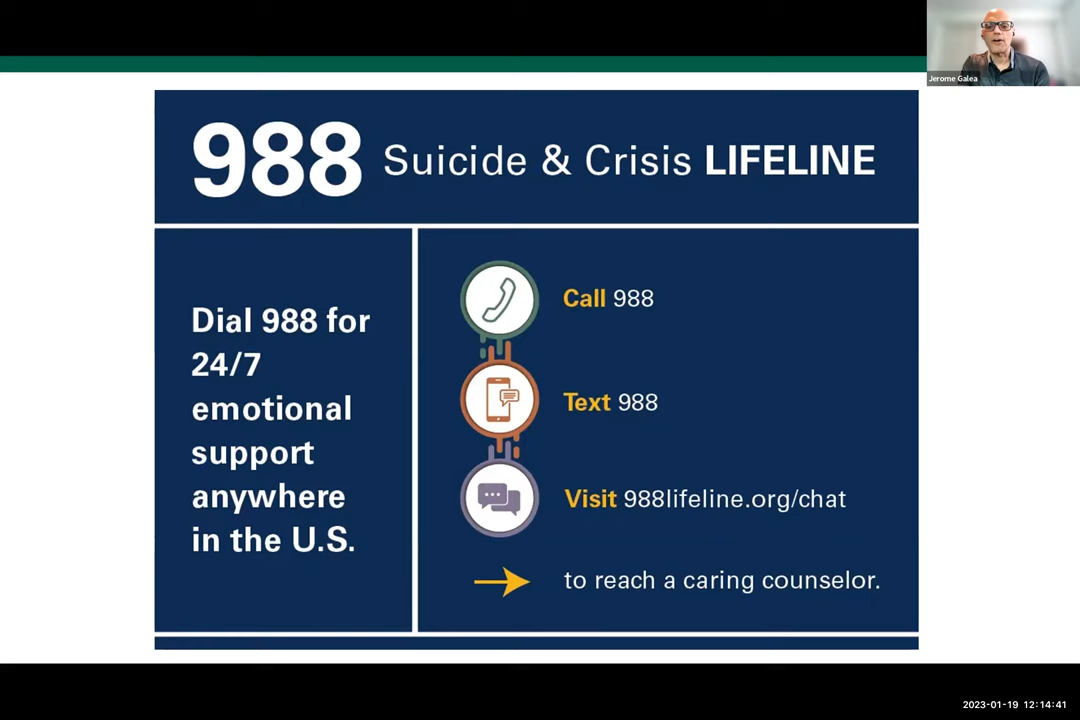 Jerome Galea
988 Suicide & Crisis LIFELINE
Dial 988 for
24/7
emotional
support
anywhere
in the U.S.
Call 988
Text 988
Visit 988lifeline.org/chat
to reach a caring counselor.
2023-01-19 12:14:41